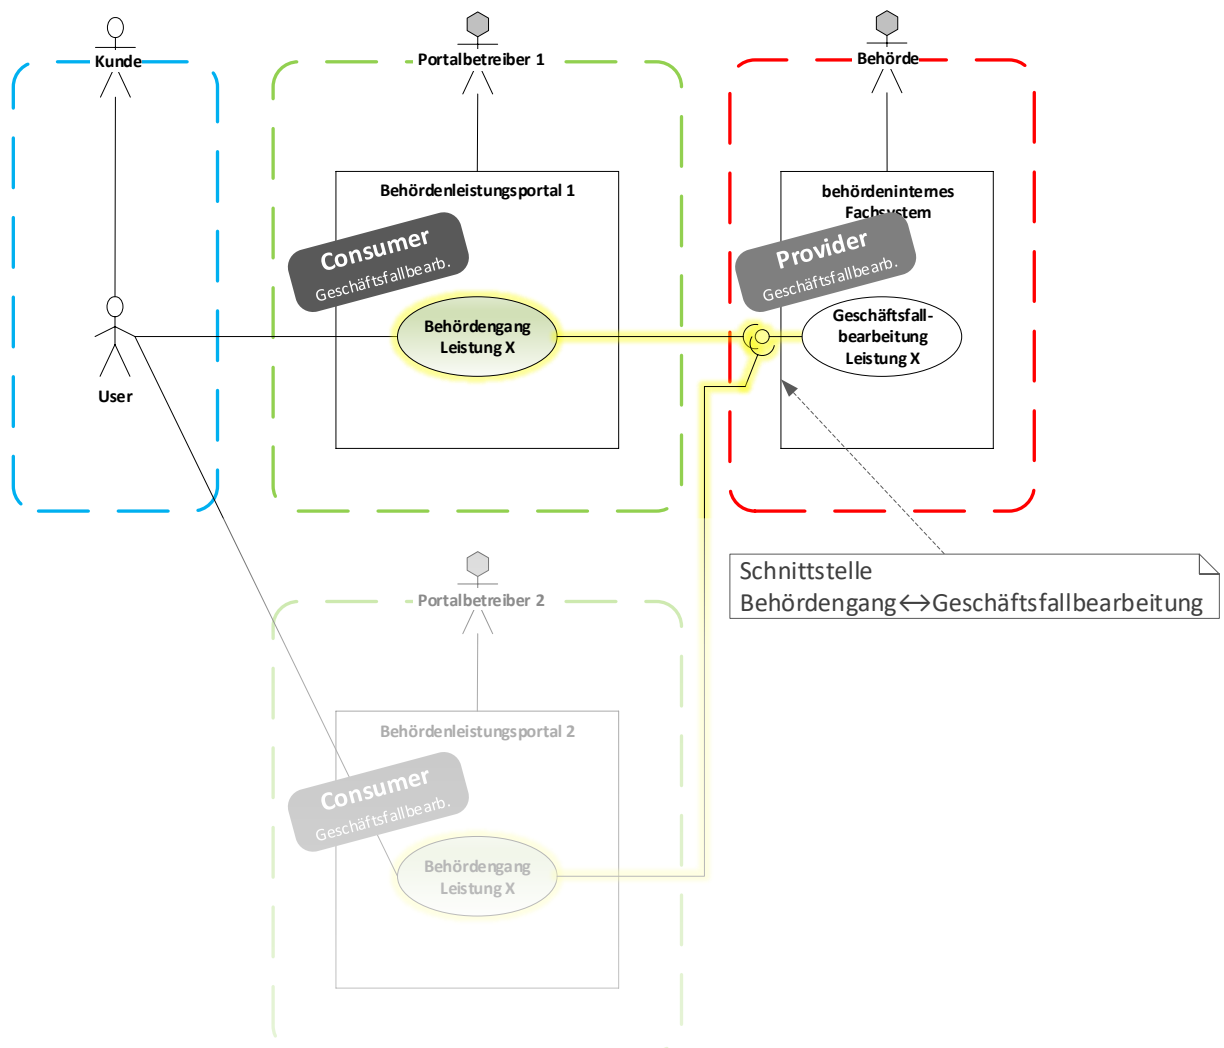 Kunde
Portalbetreiber 1
Behörde
Behördenleistungsportal 1
behördeninternes
Fachsystem
Consumer
Geschäftsfallbearb.
Provider
Geschäftsfallbearb.
Behördengang
Leistung X
Geschäftsfall-
bearbeitung
Leistung X
User
Schnittstelle
Behördengang↔Geschäftsfallbearbeitung
Portalbetreiber 2
Behördenleistungsportal 2
Consumer
Geschäftsfallbearb.
Behördengang
Leistung X